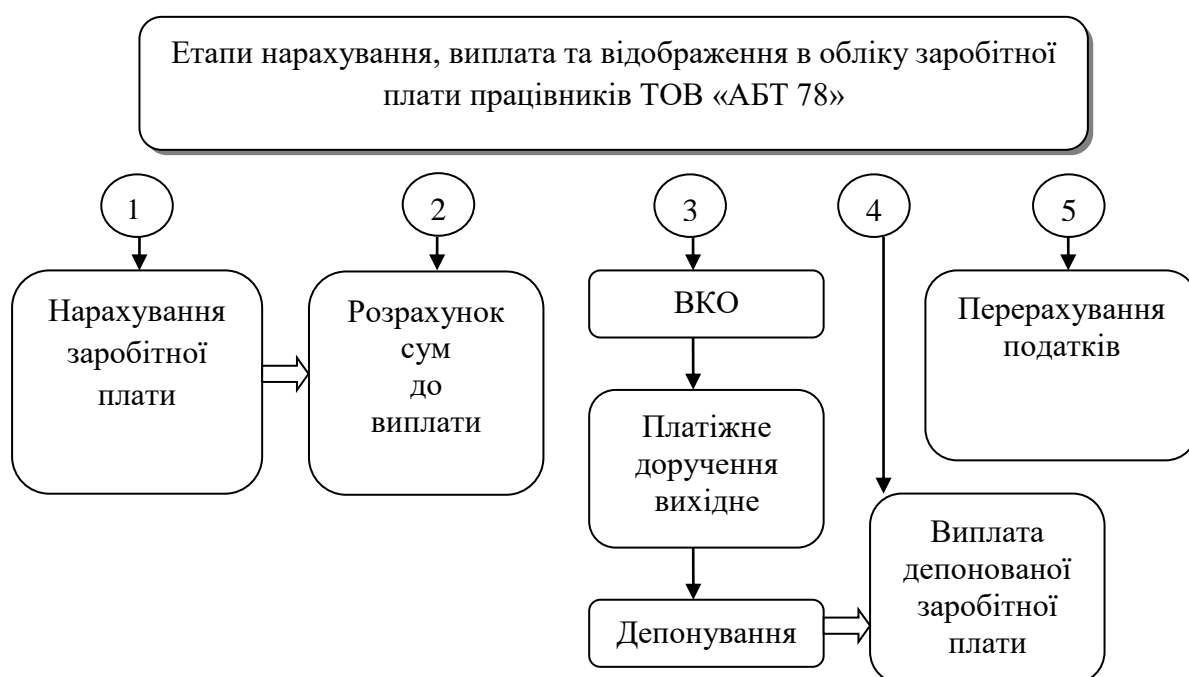 Етапи нарахування, виплата та відображення в обліку заробітної
плати працівників ТОВ «АБТ 78»
1
2
3
4
5
Нарахування
заробітної
плати
Розрахунок
сум
до
виплати
ВКО
Платіжне
доручення
вихідне
Депонування
Виплата
депонованої
заробітної
плати
Перерахування
податків